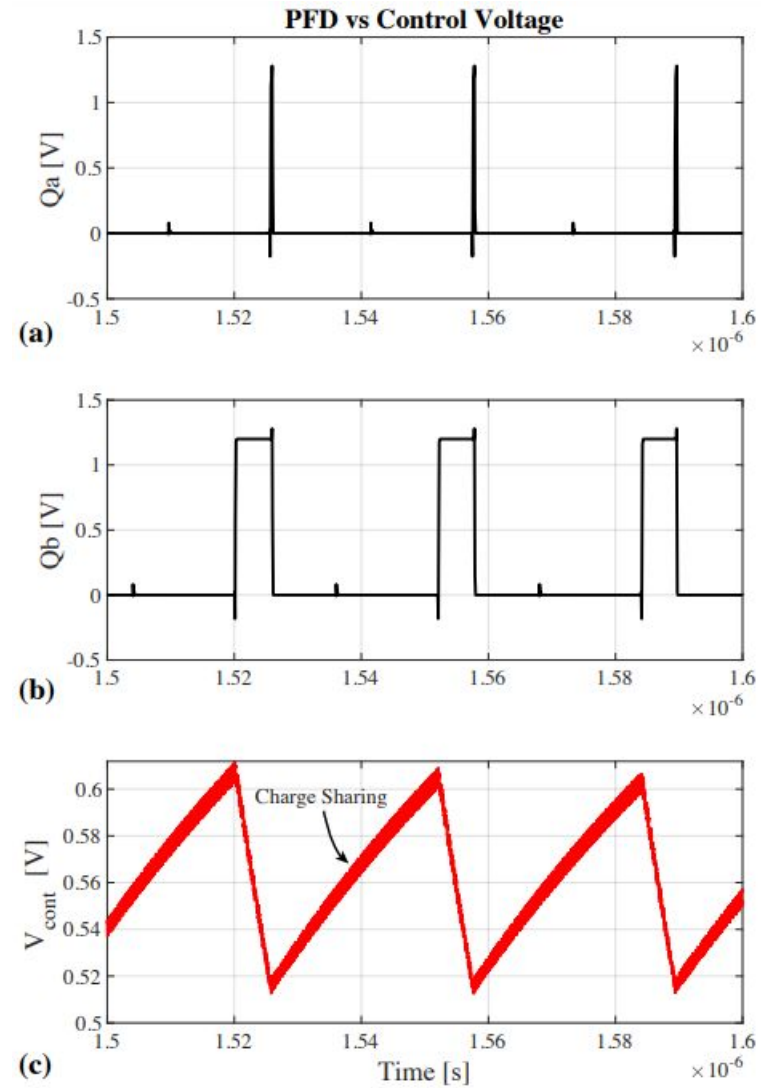 PFD vs Control Voltage
1.5
1
0.5
0
-0.5
Qa [V]
1.5 1.52 1.54 1.56 1.58 1.6
×10-6
(a)
1.5
1
0.5
0
-0.5
Qb [V]
1.5 1.52 1.54 1.56 1.58 1.6
×10-6
(b)
0.6
0.58
0.56
0.54
0.52
0.5
Vcont [V]
Charge Sharing
1.5 1.52 1.54 1.56 1.58 1.6
×10-6
Time [s]
(c)